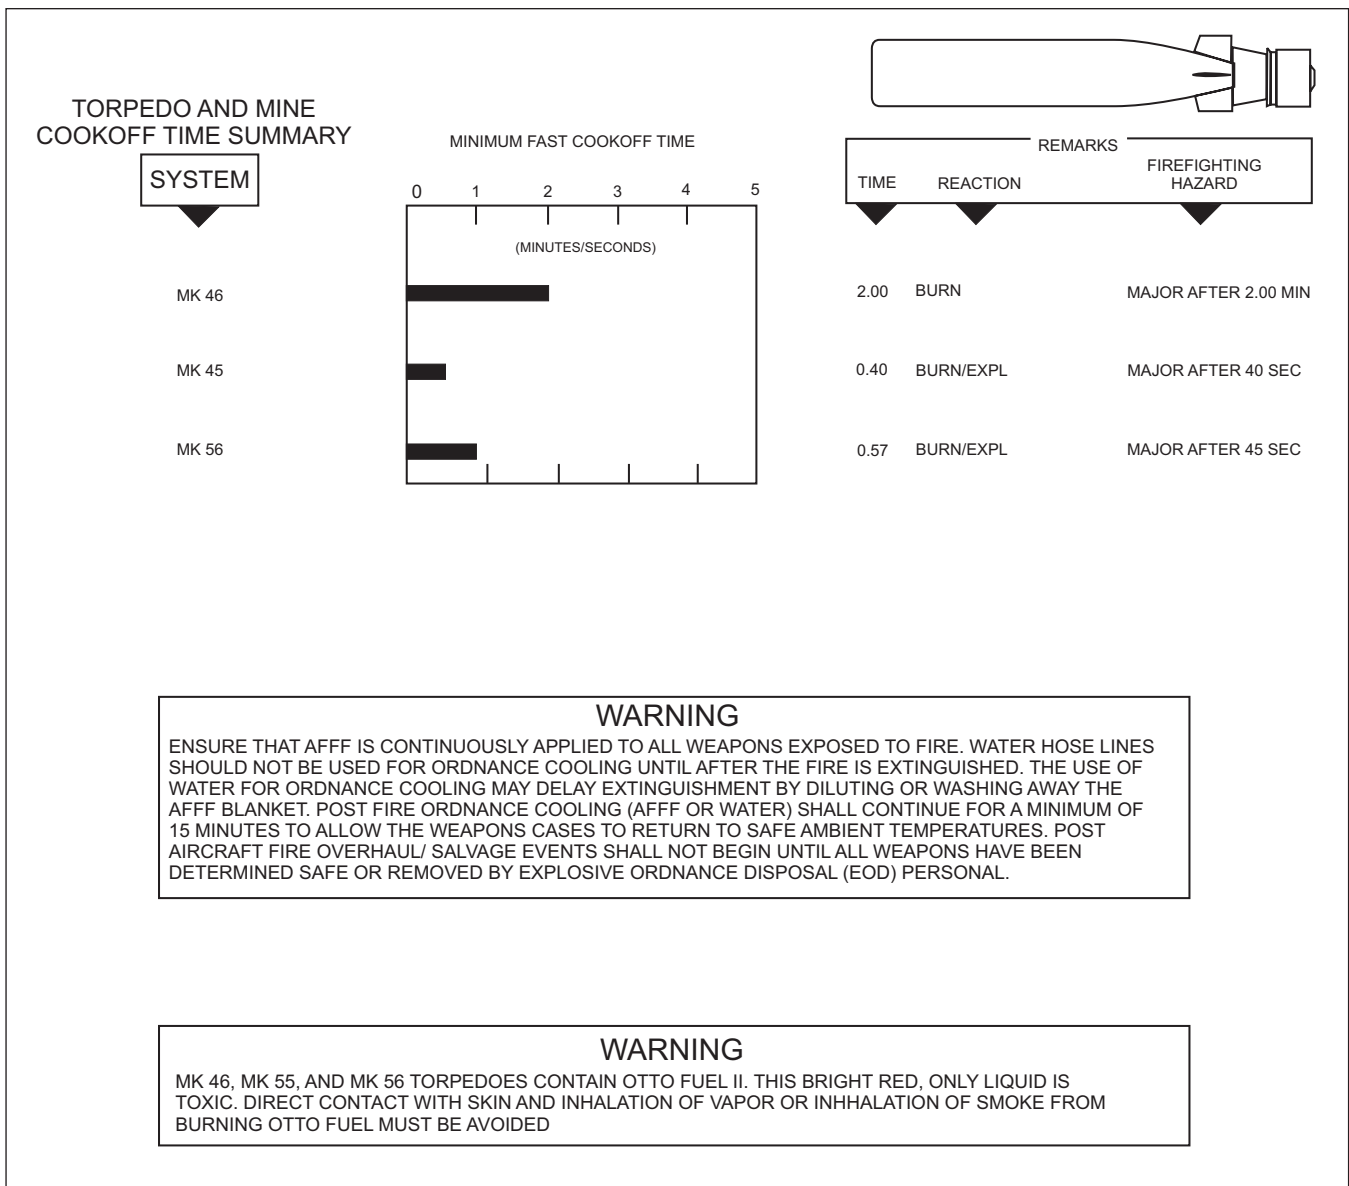 TORPEDO AND MINE
COOKOFF TIME SUMMARY
SYSTEM
MINIMUM FAST COOKOFF TIME
0 1 2 3 4 5
(MINUTES/SECONDS)
REMARKS
TIME REACTION FIREFIGHTING
HAZARD
MK 46 2.00 BURN MAJOR AFTER 2.00 MIN
MK 45 0.40 BURN/EXPL MAJOR AFTER 40 SEC
MK 56 0.57 BURN/EXPL MAJOR AFTER 45 SEC
WARNING
ENSURE THAT AFFF IS CONTINUOUSLY APPLIED TO ALL WEAPONS EXPOSED TO FIRE. WATER HOSE LINES
SHOULD NOT BE USED FOR ORDNANCE COOLING UNTIL AFTER THE FIRE IS EXTINGUISHED. THE USE OF
WATER FOR ORDNANCE COOLING MAY DELAY EXTINGUISHMENT BY DILUTING OR WASHING AWAY THE
AFFF BLANKET. POST FIRE ORDNANCE COOLING (AFFF OR WATER) SHALL CONTINUE FOR A MINIMUM OF
15 MINUTES TO ALLOW THE WEAPONS CASES TO RETURN TO SAFE AMBIENT TEMPERATURES. POST
AIRCRAFT FIRE OVERHAUL/ SALVAGE EVENTS SHALL NOT BEGIN UNTIL ALL WEAPONS HAVE BEEN
DETERMINED SAFE OR REMOVED BY EXPLOSIVE ORDNANCE DISPOSAL (EOD) PERSONAL.
WARNING
MK 46, MK 55, AND MK 56 TORPEDOES CONTAIN OTTO FUEL II. THIS BRIGHT RED, ONLY LIQUID IS
TOXIC. DIRECT CONTACT WITH SKIN AND INHALATION OF VAPOR OR INHHALATION OF SMOKE FROM
BURNING OTTO FUEL MUST BE AVOIDED